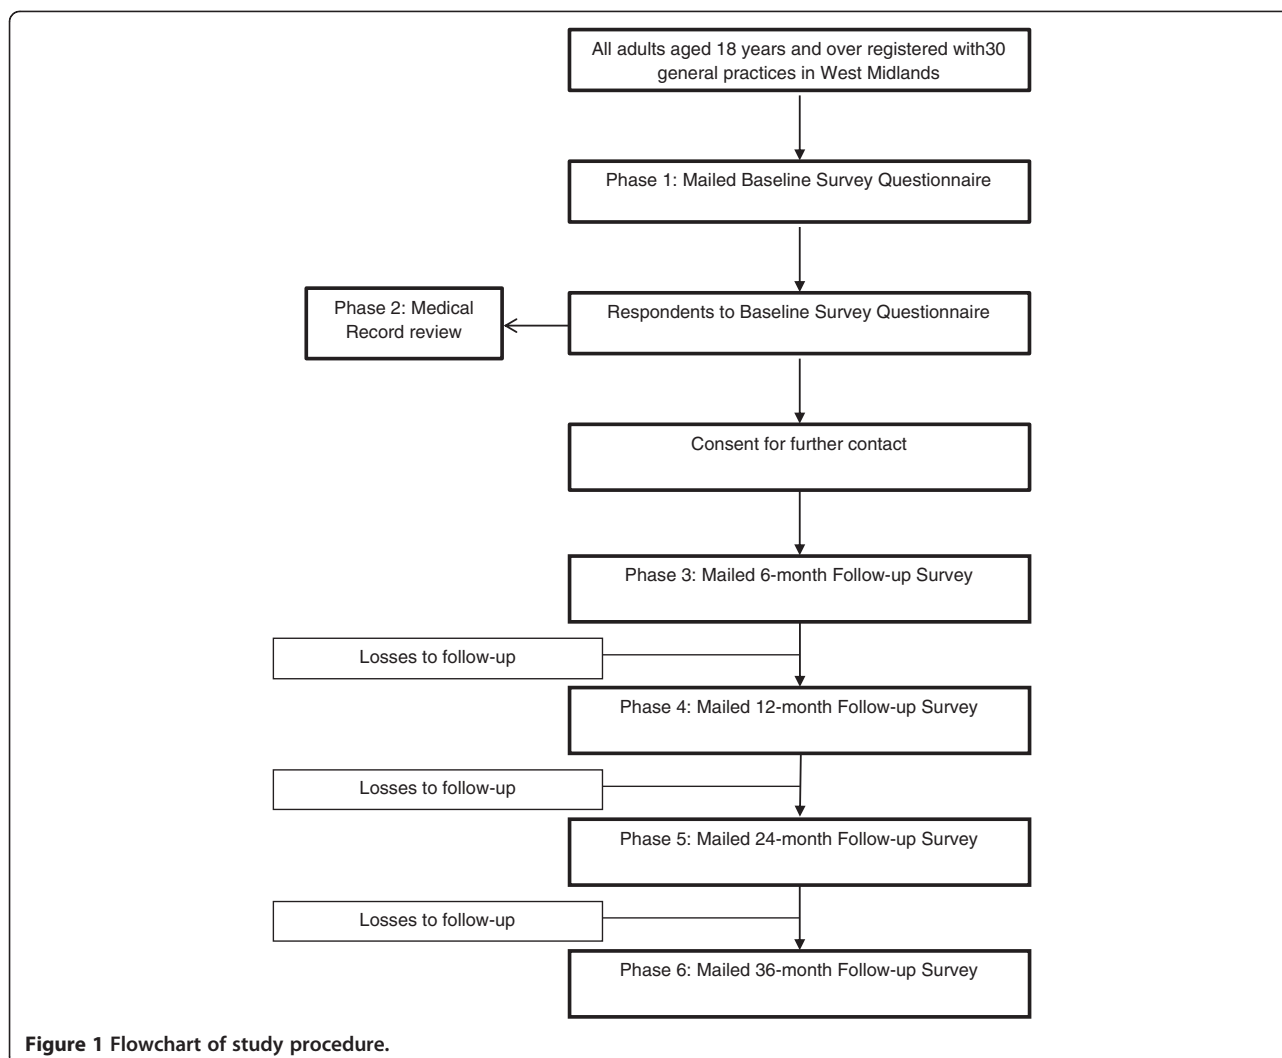 All adults aged 18 years and over registered with30
general practices in West Midlands
Phase 1: Mailed Baseline Survey Questionnaire
Phase 2: Medical
Record review
Respondents to Baseline Survey Questionnaire
Consent for further contact
Phase 3: Mailed 6-month Follow-up Survey
Losses to follow-up
Phase 4: Mailed 12-month Follow-up Survey
Losses to follow-up
Phase 5: Mailed 24-month Follow-up Survey
Losses to follow-up
Phase 6: Mailed 36-month Follow-up Survey
Figure 1 Flowchart of study procedure.